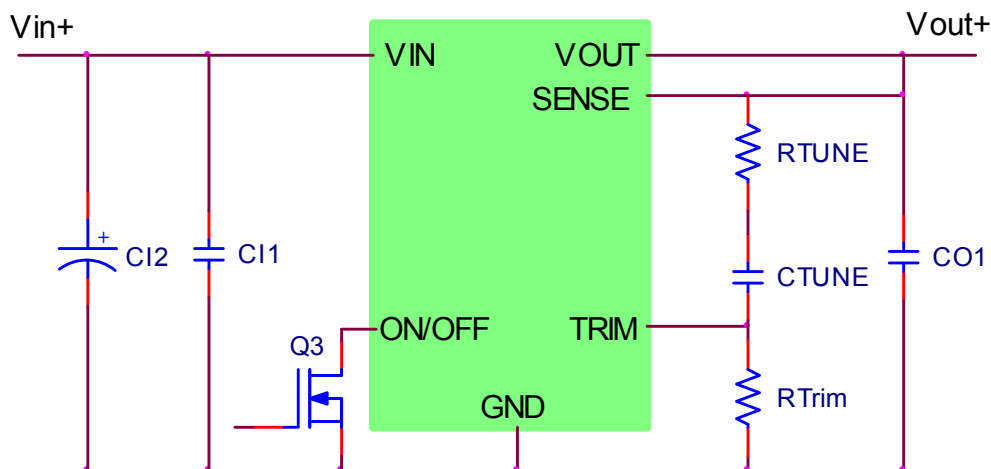 Vin+
Vout+
VIN
VOUT
SENSE
RTUNE
+
CI2
CI1
CTUNE
CO1
ON/OFF
TRIM
Q3
RTrim
GND